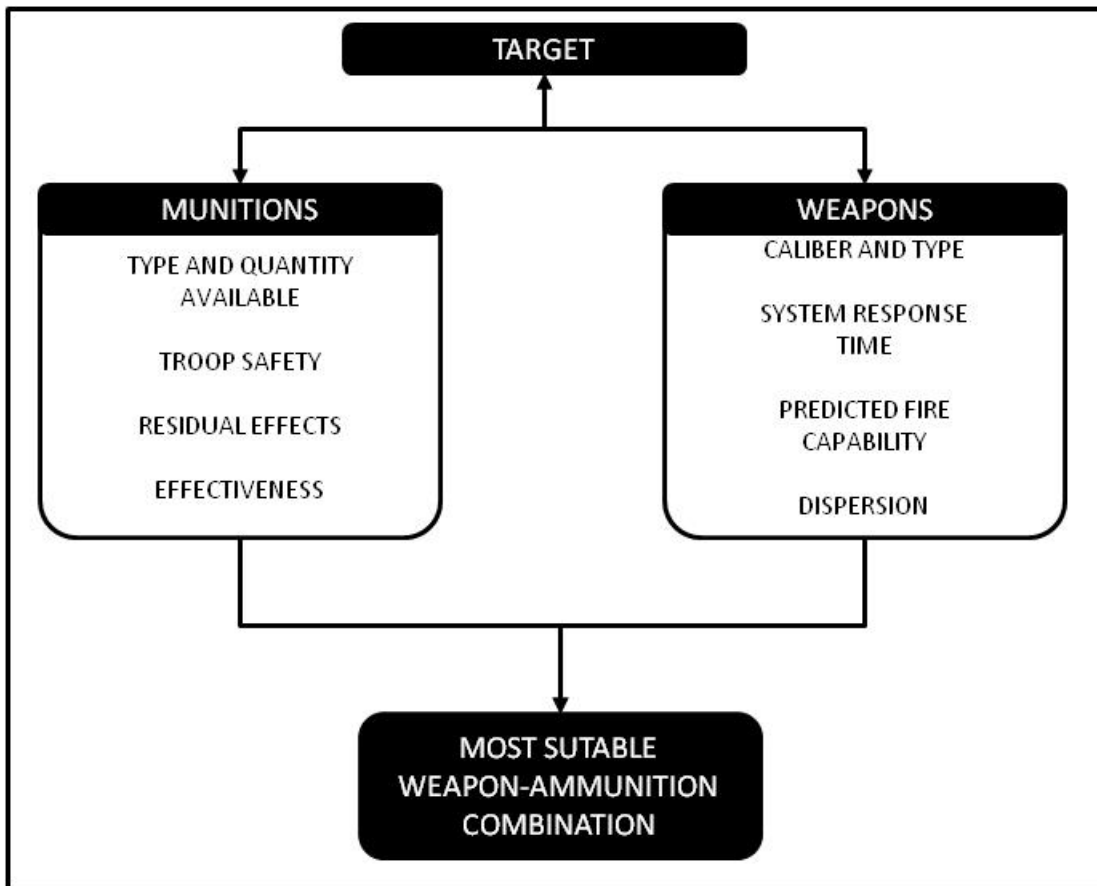 TARGET
MUNITIONS
TYPE AND QUANTITY
AVAILABLE
TROOP SAFETY
RESIDUAL EFFECTS
EFFECTIVENESS
WEAPONS
CALIBER AND TYPE
SYSTEM RESPONSE
TIME
PREDICTED FIRE
CAPABILITY
DISPERSION
MOST SUTABLE
WEAPON-AMMUNITION
COMBINATION